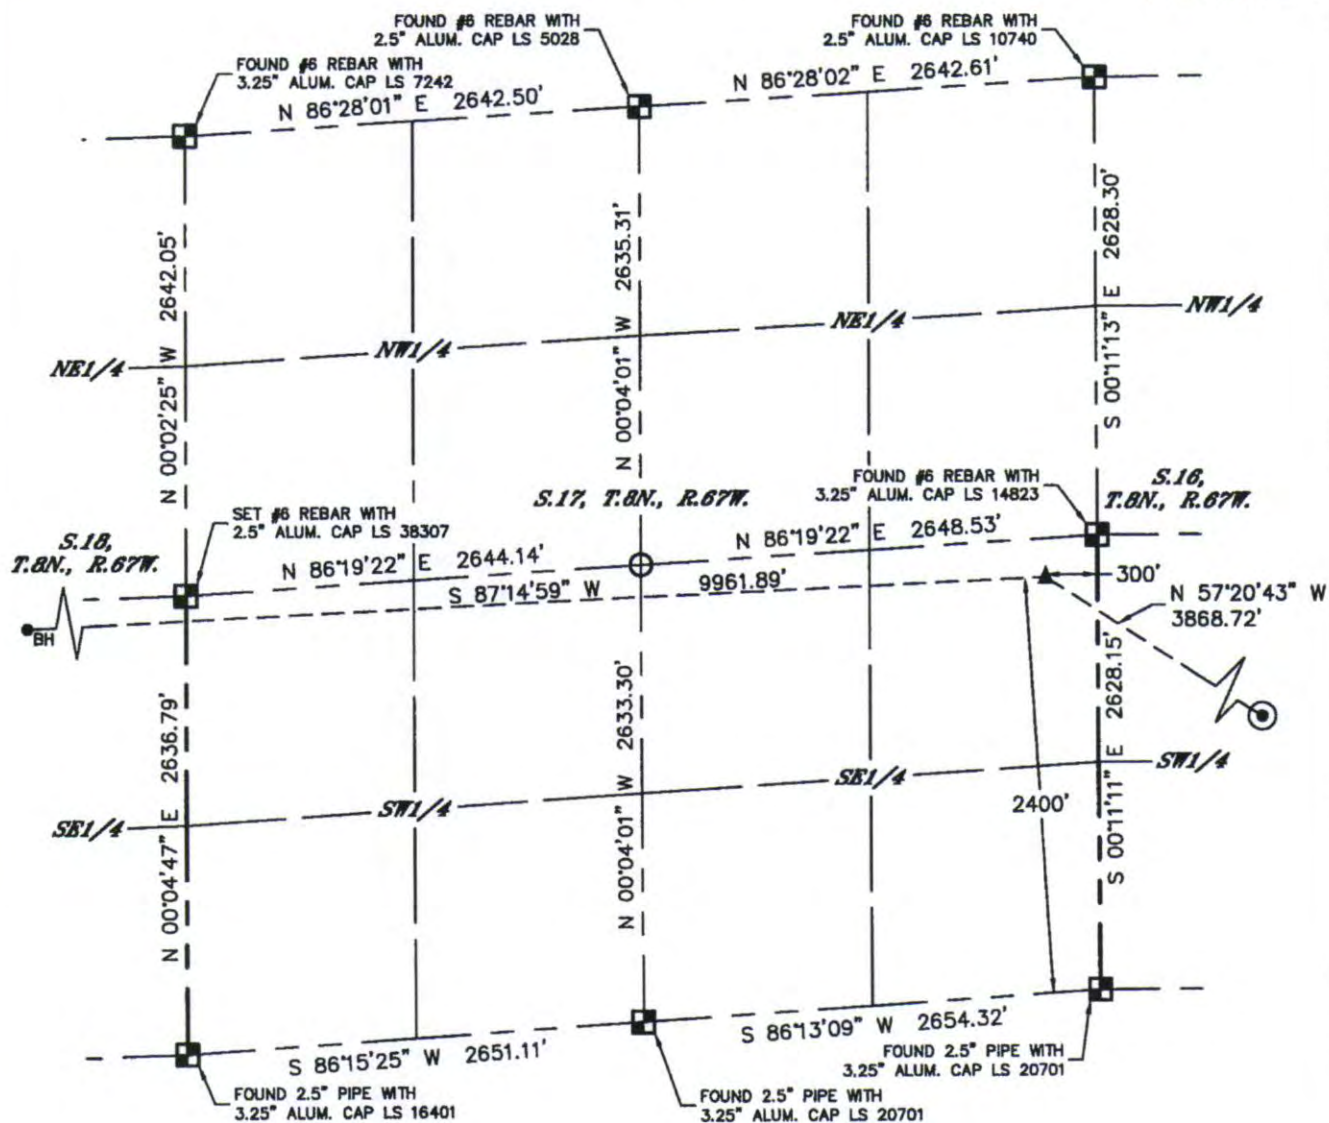 FOUND #6 REBAR WITH
2.5" ALUM. CAP LS 5028
FOUND #6 REBAR WITH
2.5" ALUM. CAP LS 10740
FOUND #6 REBAR WITH
3.25" ALUM. CAP LS 7242
N 86°28'01" E 2642.50'
N 86°28'02" E 2642.61'
N 00°02'25" W 2642.05'
N 00°04'01" W 2635.31'
S 00°11'13" E 2628.30'
NE1/4
NW1/4
NE1/4
NW1/4
FOUND #6 REBAR WITH
3.25" ALUM. CAP LS 14823
S.16,
T.8N., R.67W.
S.17, T.8N., R.67W.
SET #6 REBAR WITH
2.5" ALUM. CAP LS 38307
S.18,
T.8N., R.67W.
N 86°19'22" E 2644.14'
N 86°19'22" E 2648.53'
S 87°14'59" W 9961.89'
300'
N 57°20'43" W
3868.72'
BH
N 00°04'47" E 2636.79'
N 00°04'01" W 2633.30'
S 00°11'11" E 2628.15'
SE1/4
SW1/4
SE1/4
SW1/4
2400'
S 86°15'25" W 2651.11'
S 86°13'09" W 2654.32'
FOUND 2.5" PIPE WITH
3.25" ALUM. CAP LS 20701
FOUND 2.5" PIPE WITH
3.25" ALUM. CAP LS 16401
FOUND 2.5" PIPE WITH
3.25" ALUM. CAP LS 20701